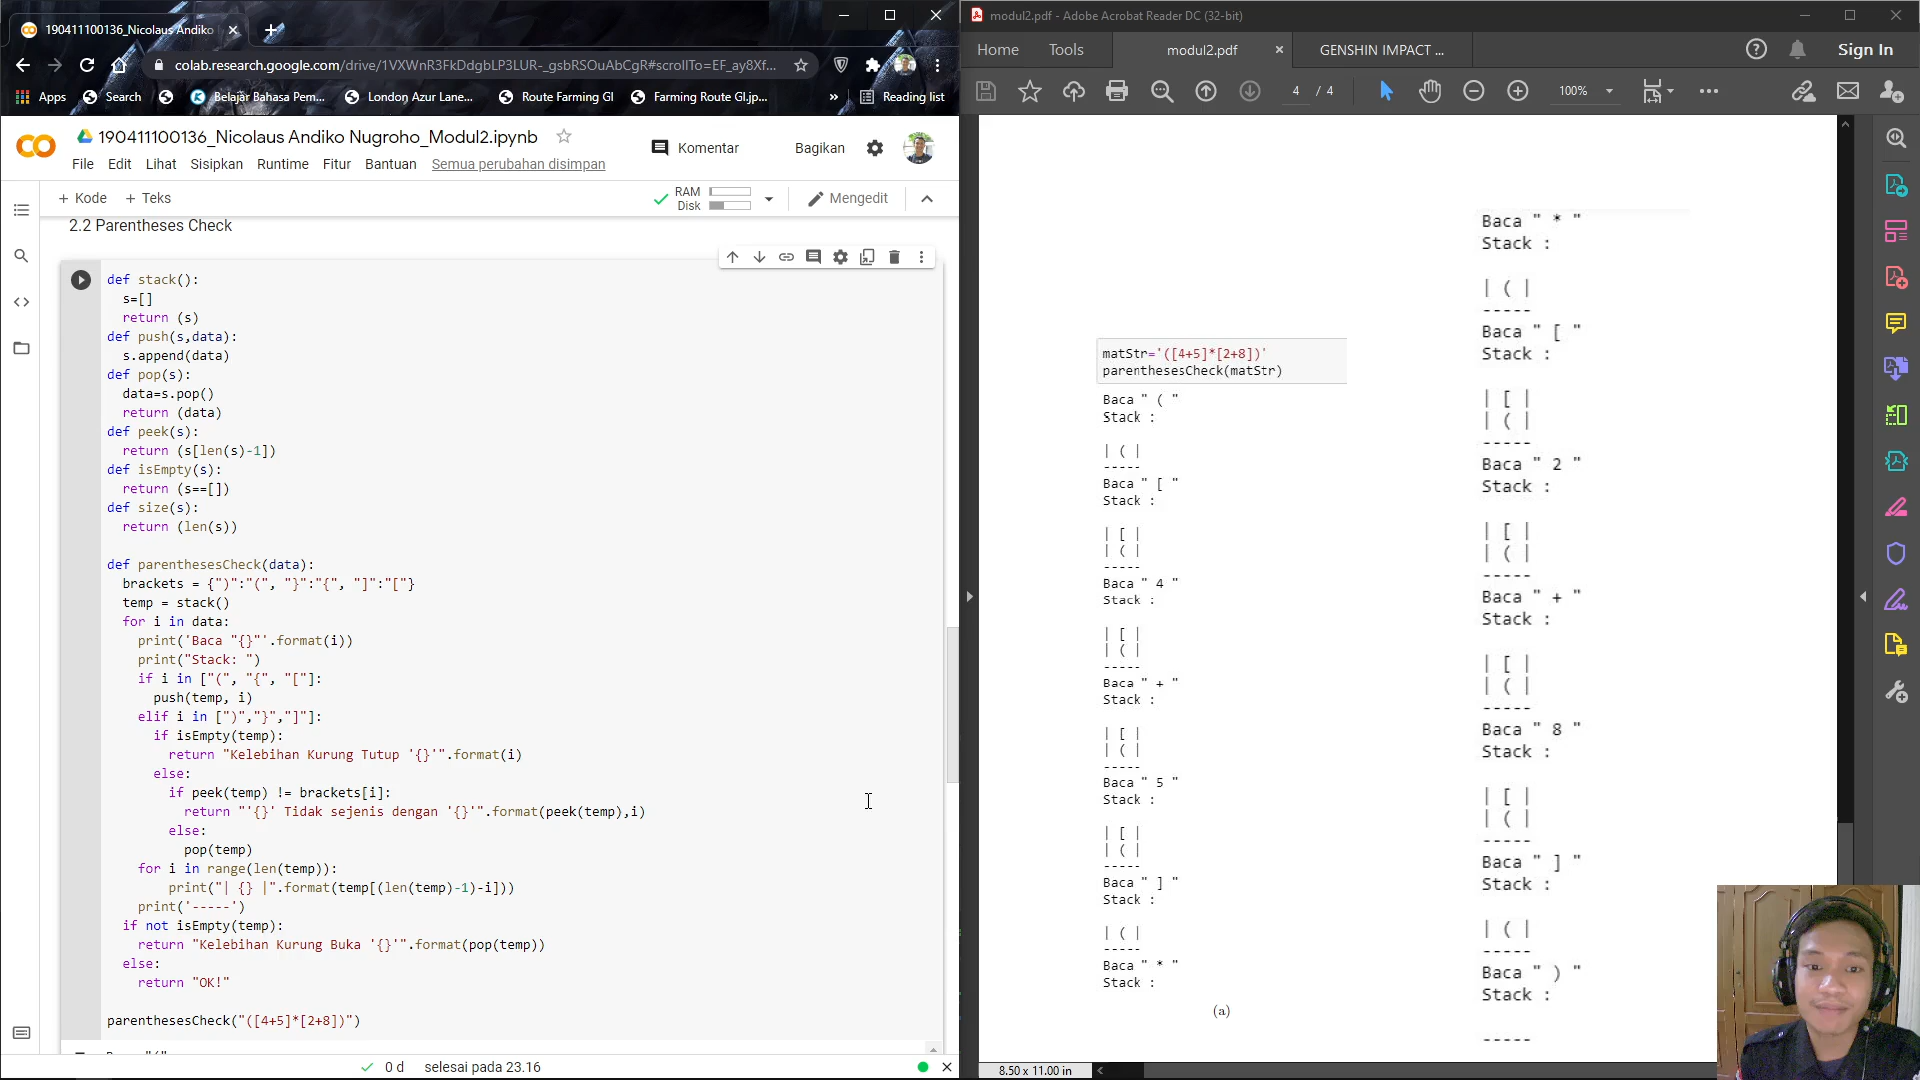 190411100136_Nicolaus Andiko
colab.research.google.com/drive/1VXWnR3FkDdgbLP3LUR-_gsbRSOuAbCgR#scrollTo=EF_ay8Xf...
Apps
Search
Belajar Bahasa Pem...
London Azur Lane...
Route Farming GI
Farming Route GI.jp...
»
Reading list
190411100136_Nicolaus Andiko Nugroho_Modul2.ipynb
Komentar
Bagikan
File Edit Lihat Sisipkan Runtime Fitur Bantuan Semua perubahan disimpan
+ Kode + Teks
RAM
Disk
Mengedit
2.2 Parentheses Check
def stack():
  s=[]
  return (s)
def push(s,data):
  s.append(data)
def pop(s):
  data=s.pop()
  return (data)
def peek(s):
  return (s[len(s)-1])
def isEmpty(s):
  return (s==[])
def size(s):
  return (len(s))
def parenthesesCheck(data):
  brackets = {")":"(", "}":"{", "]":"["}
  temp = stack()
  for i in data:
    print('Baca "{}"'.format(i))
    print("Stack: ")
    if i in ["(", "{", "["]:
      push(temp, i)
    elif i in [")","}","]"]:
      if isEmpty(temp):
        return "Kelebihan Kurung Tutup '{}'".format(i)
      else:
        if peek(temp) != brackets[i]:
          return "'{}' Tidak sejenis dengan '{}'".format(peek(temp),i)
        else:
          pop(temp)
    for i in range(len(temp)):
        print("| {} |".format(temp[(len(temp)-1)-i]))
    print('-----')
  if not isEmpty(temp):
    return "Kelebihan Kurung Buka '{}'".format(pop(temp))
  else:
    return "OK!"
parenthesesCheck("([4+5]*[2+8])")
0 d selesai pada 23.16
modul2.pdf - Adobe Acrobat Reader DC (32-bit)
Home Tools modul2.pdf × GENSHIN IMPACT ... Sign In
4 / 4
100%
matStr='([4+5]*[2+8])'
parenthesesCheck(matStr)
Baca " ( "
Stack :
| ( |
-----
Baca " [ "
Stack :
| [ |
| ( |
-----
Baca " 4 "
Stack :
| [ |
| ( |
-----
Baca " + "
Stack :
| [ |
| ( |
-----
Baca " 5 "
Stack :
| [ |
| ( |
-----
Baca " ] "
Stack :
| ( |
-----
Baca " * "
Stack :
(a)
Baca " * "
Stack :
| ( |
-----
Baca " [ "
Stack :
| [ |
| ( |
-----
Baca " 2 "
Stack :
| [ |
| ( |
-----
Baca " + "
Stack :
| [ |
| ( |
-----
Baca " 8 "
Stack :
| [ |
| ( |
-----
Baca " ] "
Stack :
| ( |
-----
Baca " ) "
Stack :
-----
8.50 x 11.00 in